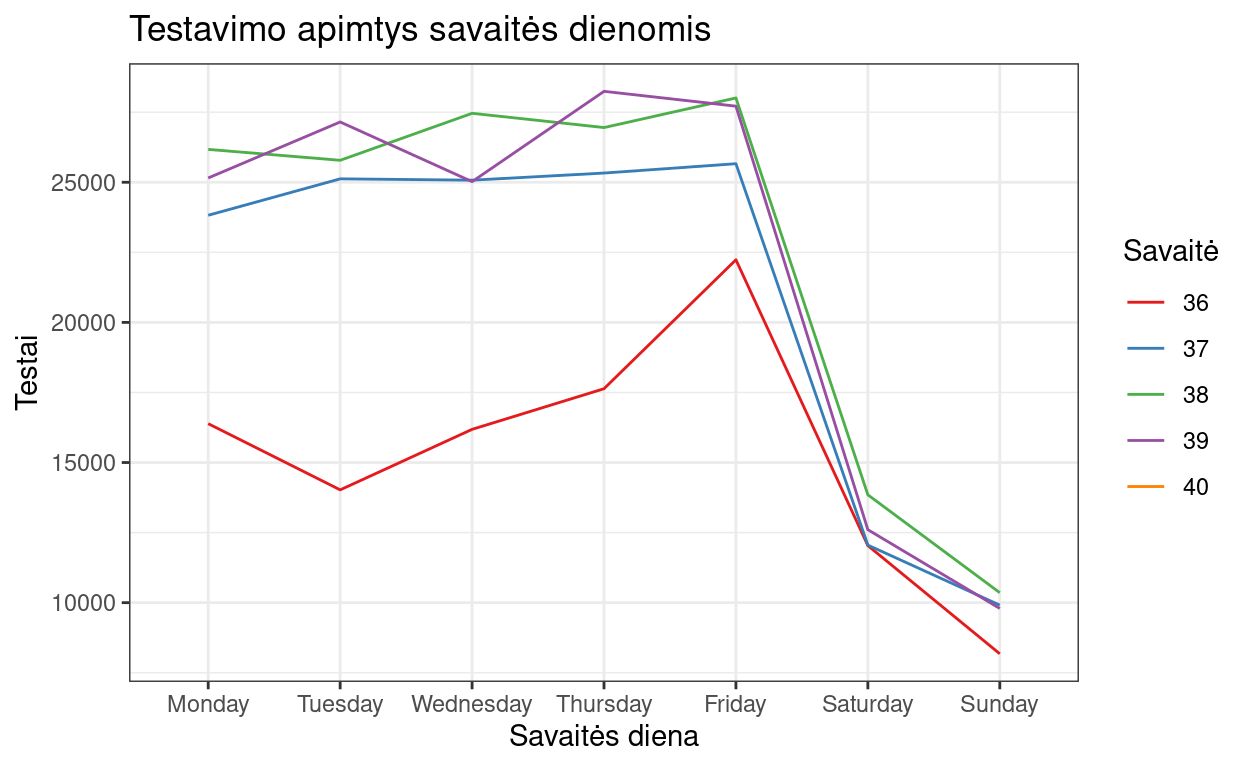 Testavimo apimtys savaitės dienomis
Testai
25000
20000
15000
10000
Monday Tuesday Wednesday Thursday Friday Saturday Sunday
Savaitės diena
Savaitė
36
37
38
39
40